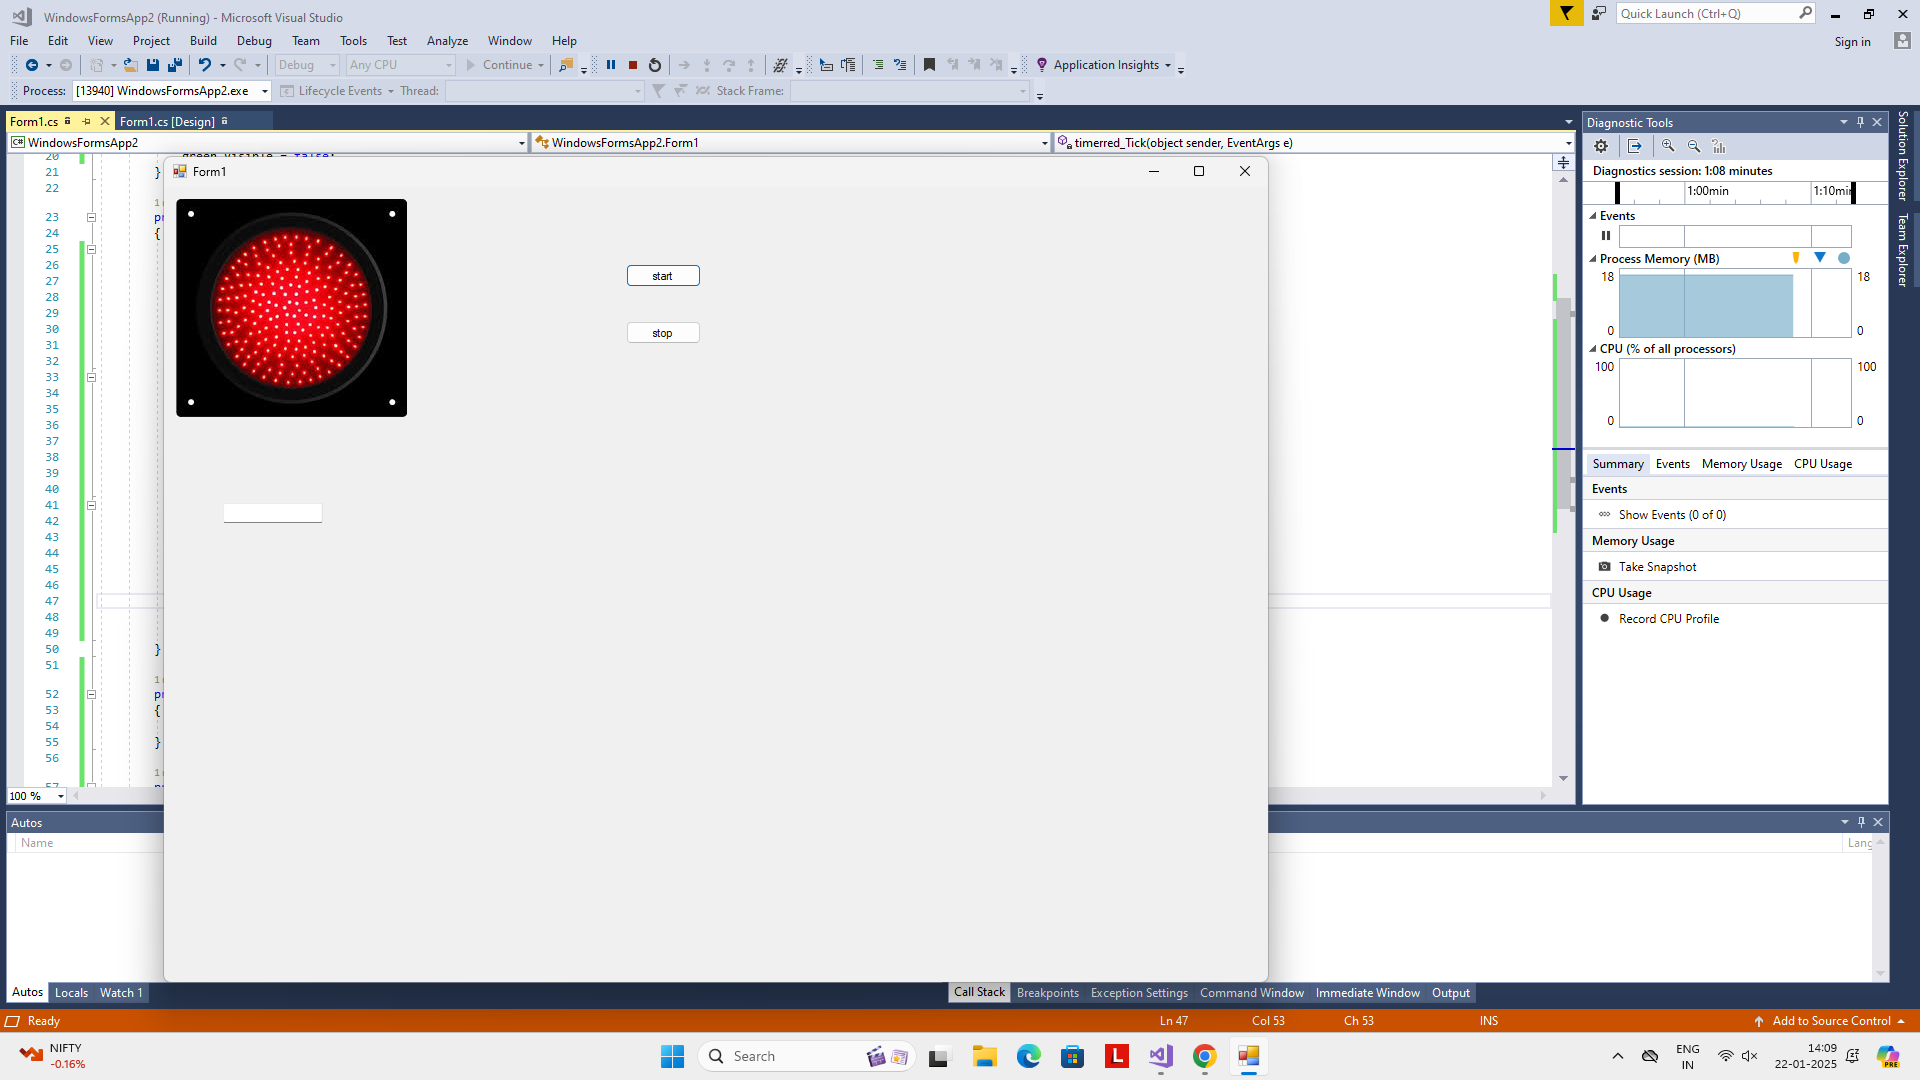 WindowsFormsApp2 (Running) - Microsoft Visual Studio
Quick Launch (Ctrl+Q)
File Edit View Project Build Debug Team Tools Test Analyze Window Help
Sign in
Debug Any CPU Continue Application Insights
Process: [13940] WindowsFormsApp2.exe Lifecycle Events Thread: Stack Frame:
Form1.cs Form1.cs [Design]
C# WindowsFormsApp2 WindowsFormsApp2.Form1 timerred_Tick(object sender, EventArgs e)
20 green.visible = false;
21 }
22
23
24 {
25
26
27
28
29
30
31
32
33
34
35
36
37
38
39
40
41
42
43
44
45
46
47
48
49
50 }
51
52
53 {
54
55 }
56
57
100 %
Form1
start
stop
Diagnostic Tools
Diagnostics session: 1:08 minutes
1:00min 1:10min
Events
Process Memory (MB)
18 18
0 0
CPU (% of all processors)
100 100
0 0
Summary Events Memory Usage CPU Usage
Events
Show Events (0 of 0)
Memory Usage
Take Snapshot
CPU Usage
Record CPU Profile
Solution Explorer
Team Explorer
Autos
Name
Lang
Autos Locals Watch 1
Call Stack Breakpoints Exception Settings Command Window Immediate Window Output
Ready Ln 47 Col 53 Ch 53 INS Add to Source Control
NIFTY
-0.16%
Search
L
ENG
IN
14:09
22-01-2025
PRE